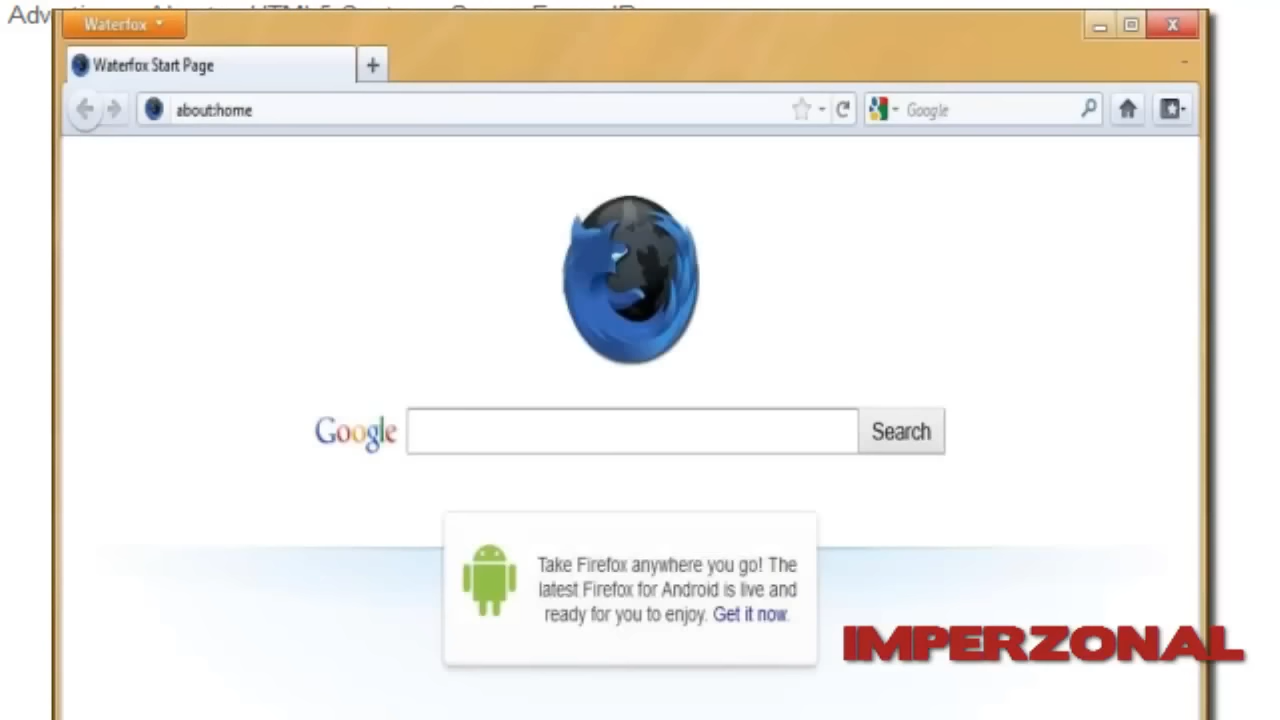 Waterfox
Waterfox Start Page
about:home
Google
Google
Search
Take Firefox anywhere you go! The
latest Firefox for Android is live and
ready for you to enjoy. Get it now.
IMPERZONAL